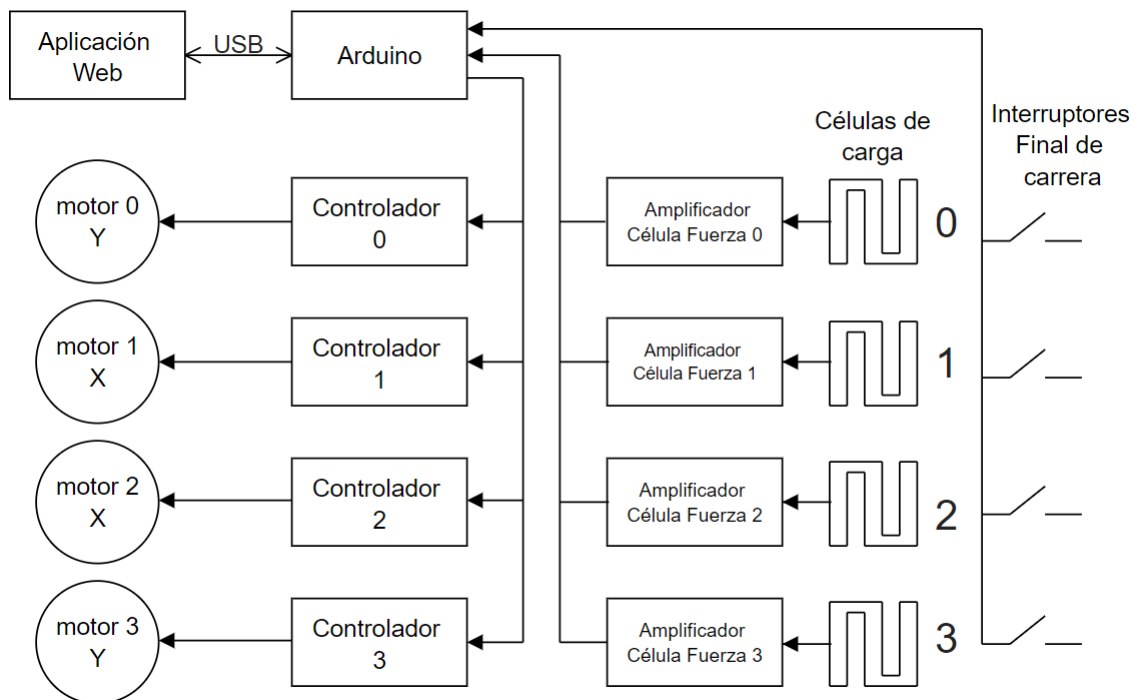 Aplicación
Web
USB
Arduino
Células de
carga
Interruptores
Final de
carrera
motor 0
Y
Controlador
0
Amplificador
Célula Fuerza 0
0
motor 1
X
Controlador
1
Amplificador
Célula Fuerza 1
1
motor 2
X
Controlador
2
Amplificador
Célula Fuerza 2
2
motor 3
Y
Controlador
3
Amplificador
Célula Fuerza 3
3